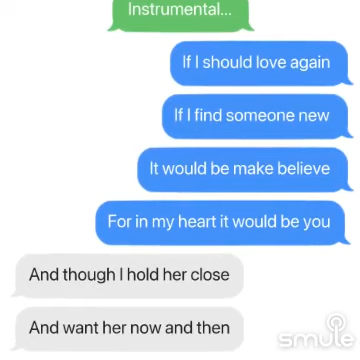 Instrumental...
If I should love again
If I find someone new
It would be make believe
For in my heart it would be you
And though I hold her close
And want her now and then
smule